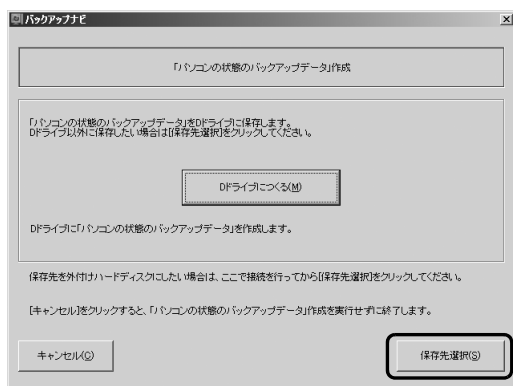 バックアップナビ
「パソコンの状態のバックアップデータ」作成
「パソコンの状態のバックアップデータ」をDドライブに保存します。
Dドライブ以外に保存したい場合は[保存先選択]をクリックしてください。
Dドライブにつくる(M)
Dドライブに「パソコンの状態のバックアップデータ」を作成します。
保存先を外付けハードディスクにしたい場合は、ここで接続を行ってから[保存先選択]をクリックしてください。
[キャンセル]をクリックすると、「パソコンの状態のバックアップデータ」作成を実行せずに終了します。
キャンセル(C)
保存先選択(S)